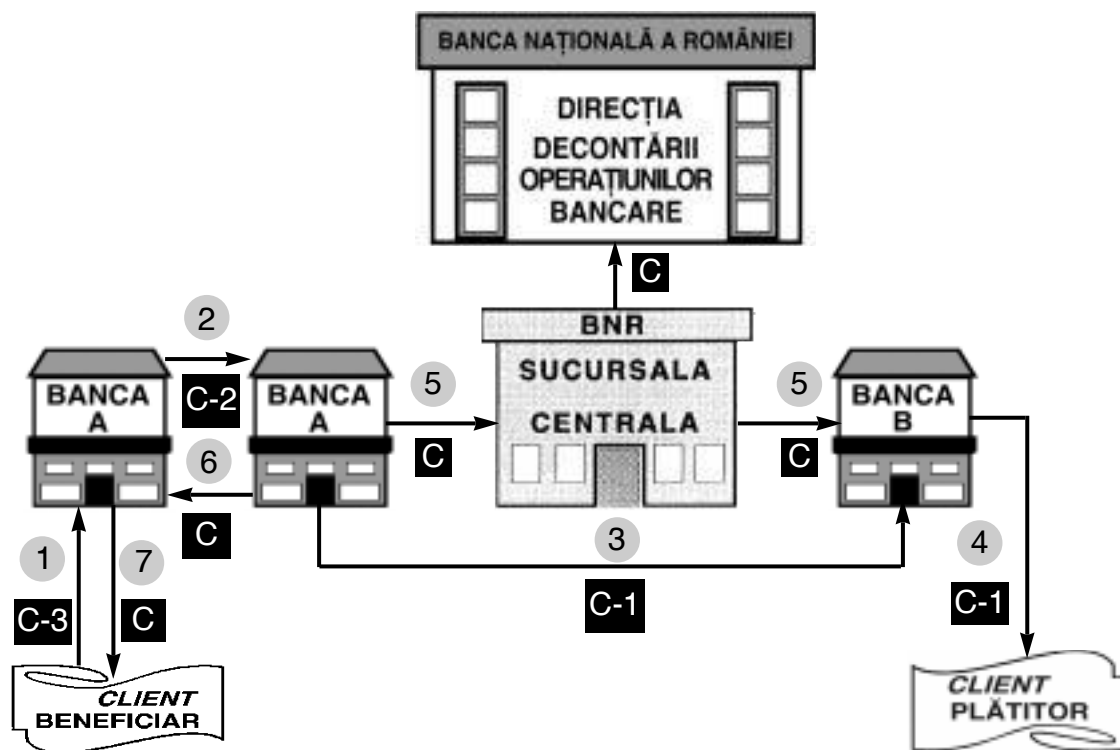 BANCA NAȚIONALĂ A ROMÂNIEI
DIRECȚIA
DECONTĂRII
OPERAȚIUNILOR
BANCARE
C
BNR
SUCURSALA
CENTRALA
2
C-2
BANCA
A
BANCA
A
5
C
5
C
BANCA
B
6
C
1
C-3
7
C
3
C-1
4
C-1
CLIENT
BENEFICIAR
CLIENT
PLĂTITOR